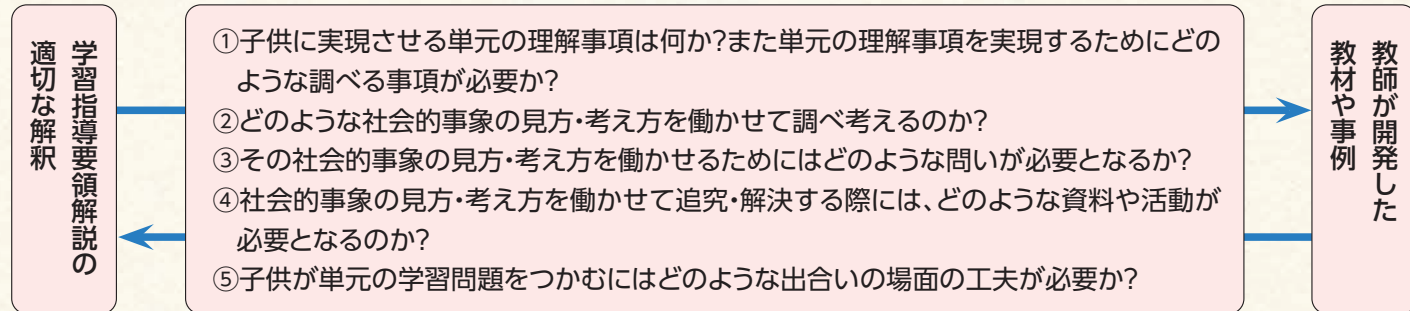 学習指導要領解説の
適切な解釈
①子供に実現させる単元の理解事項は何か?また単元の理解事項を実現するためにどの
ような調べる事項が必要か?
②どのような社会的事象の見方・考え方を働かせて調べ考えるのか?
③その社会的事象の見方・考え方を働かせるためにはどのような問いが必要となるか?
④社会的事象の見方・考え方を働かせて追究・解決する際には、どのような資料や活動が
必要となるのか?
⑤子供が単元の学習問題をつかむにはどのような出合いの場面の工夫が必要か?
教師が開発した
教材や事例